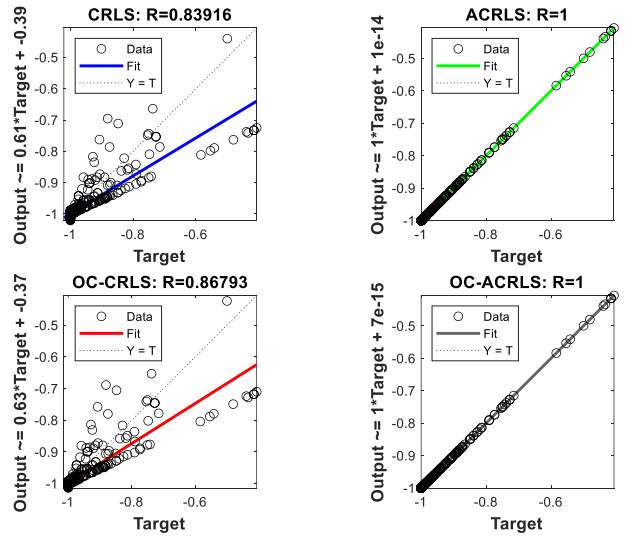 CRLS: R=0.83916
Output ~= 0.61*Target + -0.39
-0.5
-0.6
-0.7
-0.8
-0.9
-1
Data
Fit
Y = T
-1
-0.8
-0.6
Target
ACRLS: R=1
Output ~= 1*Target + 1e-14
-0.5
-0.6
-0.7
-0.8
-0.9
-1
Data
Fit
Y = T
-1
-0.8
-0.6
Target
OC-CRLS: R=0.86793
Output ~= 0.63*Target + -0.37
-0.5
-0.6
-0.7
-0.8
-0.9
-1
Data
Fit
Y = T
-1
-0.8
-0.6
Target
OC-ACRLS: R=1
Output ~= 1*Target + 7e-15
-0.5
-0.6
-0.7
-0.8
-0.9
-1
Data
Fit
Y = T
-1
-0.8
-0.6
Target